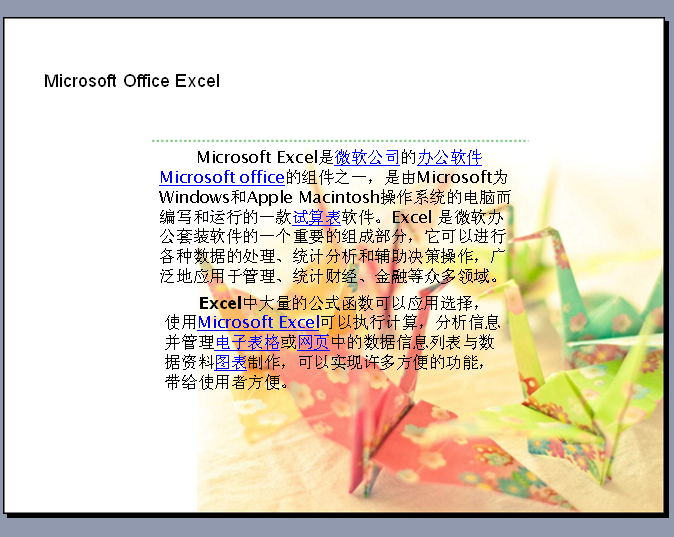 Microsoft Office Excel
Microsoft Excel是微软公司的办公软件
Microsoft office的组件之一，是由Microsoft为
Windows和Apple Macintosh操作系统的电脑而
编写和运行的一款试算表软件。Excel 是微软办
公套装软件的一个重要的组成部分，它可以进行
各种数据的处理、统计分析和辅助决策操作，广
泛地应用于管理、统计财经、金融等众多领域。
Excel中大量的公式函数可以应用选择，
使用Microsoft Excel可以执行计算，分析信息
并管理电子表格或网页中的数据信息列表与数
据资料图表制作，可以实现许多方便的功能，
带给使用者方便。